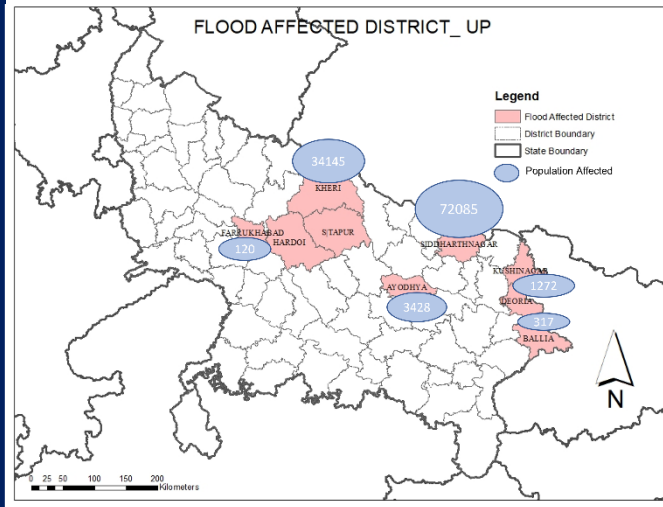 FLOOD AFFECTED DISTRICT_ UP
Legend
Flood Affected District
District Boundary
State Boundary
Population Affected
34145
KHERI
72085
FARRUKHABAD
SITAPUR
HARDOI
120
SIDDHARTHNAGAR
KUSHINAGAR
1272
AYODHYA
3428
DEORIA
317
BALLIA
N
0 25 50 100 150 200
Kilometers